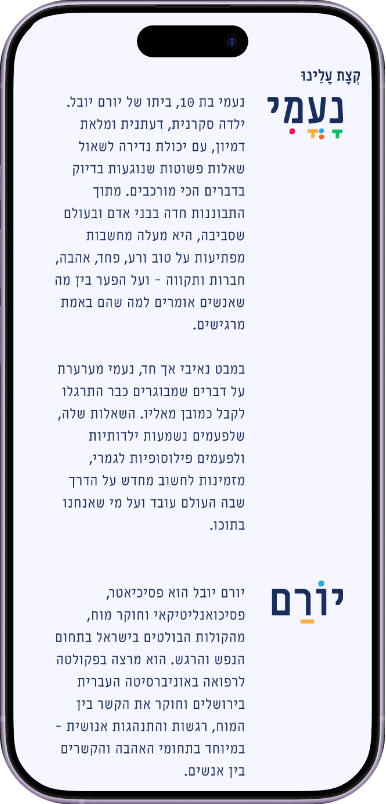 קְצָת עָלֵינוּ
נָעֳמִי
נעמי בת 10, ביתו של יורם יובל.
ילדה סקרנית, דעתנית ומלאת
דמיון, עם יכולת נדירה לשאול
שאלות פשוטות שנוגעות בדיוק
בדברים הכי מורכבים. מתוך
התבוננות חדה בבני אדם ובעולם
שסביבה, היא מעלה מחשבות
מפתיעות על טוב ורע, פחד, אהבה,
חברות ותקווה - ועל הפער בין מה
שאנשים אומרים למה שהם באמת
מרגישים.
במבט נאיבי אך חד, נעמי מערערת
על דברים שמבוגרים כבר התרגלו
לקבל כמובן מאליו. השאלות שלה,
שלפעמים נשמעות ילדותיות
ולפעמים פילוסופיות לגמרי,
מזמינות לחשוב מחדש על הדרך
שבה העולם עובד ועל מי שאנחנו
בתוכו.
יוֹרַם
יורם יובל הוא פסיכיאטר,
פסיכואנליטיקאי וחוקר מוח,
מהקולות הבולטים בישראל בתחום
הנפש והרגש. הוא מרצה בפקולטה
לרפואה באוניברסיטה העברית
בירושלים וחוקר את הקשר בין
המוח, רגשות והתנהגות אנושית -
במיוחד בתחומי האהבה והקשרים
בין אנשים.